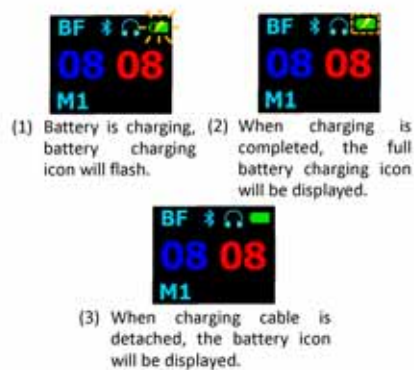 BF BF
08 08 08 08
M1 M1
(1) Battery is charging,
battery charging
icon will flash.
(2) When charging is
completed, the full
battery charging icon
will be displayed.
BF
08 08
M1
(3) When charging cable is
detached, the battery icon
will be displayed.